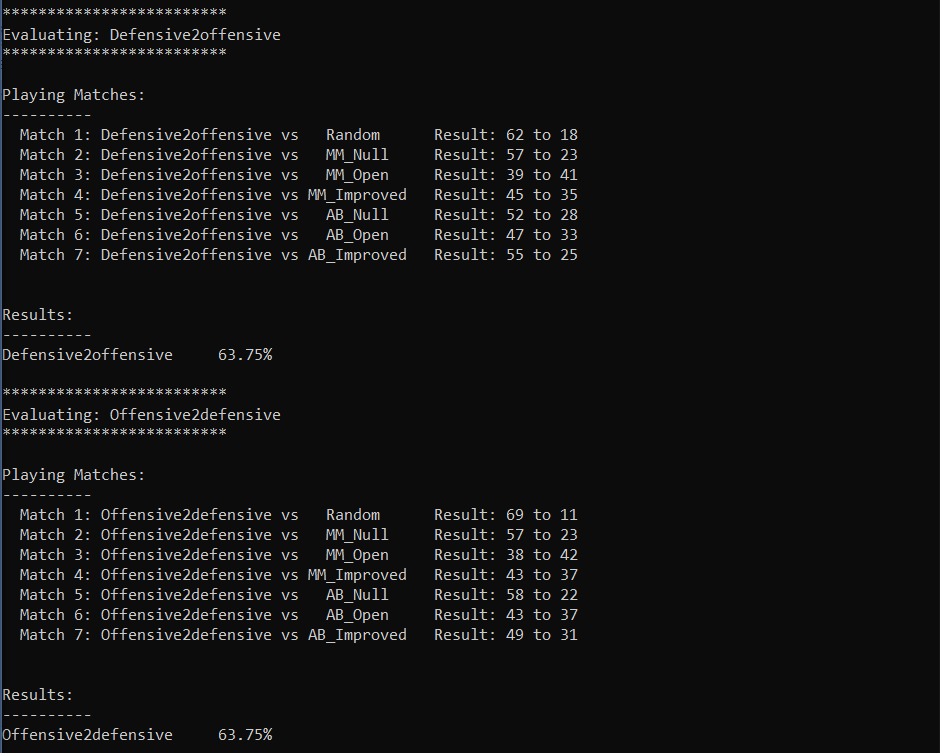 *************************
Evaluating: Defensive2offensive
*************************
Playing Matches:
----------
Match 1: Defensive2offensive vs Random Result: 62 to 18
Match 2: Defensive2offensive vs MM_Null Result: 57 to 23
Match 3: Defensive2offensive vs MM_Open Result: 39 to 41
Match 4: Defensive2offensive vs MM_Improved Result: 45 to 35
Match 5: Defensive2offensive vs AB_Null Result: 52 to 28
Match 6: Defensive2offensive vs AB_Open Result: 47 to 33
Match 7: Defensive2offensive vs AB_Improved Result: 55 to 25
Results:
----------
Defensive2offensive 63.75%
*************************
Evaluating: Offensive2defensive
*************************
Playing Matches:
----------
Match 1: Offensive2defensive vs Random Result: 69 to 11
Match 2: Offensive2defensive vs MM_Null Result: 57 to 23
Match 3: Offensive2defensive vs MM_Open Result: 38 to 42
Match 4: Offensive2defensive vs MM_Improved Result: 43 to 37
Match 5: Offensive2defensive vs AB_Null Result: 58 to 22
Match 6: Offensive2defensive vs AB_Open Result: 43 to 37
Match 7: Offensive2defensive vs AB_Improved Result: 49 to 31
Results:
----------
Offensive2defensive 63.75%